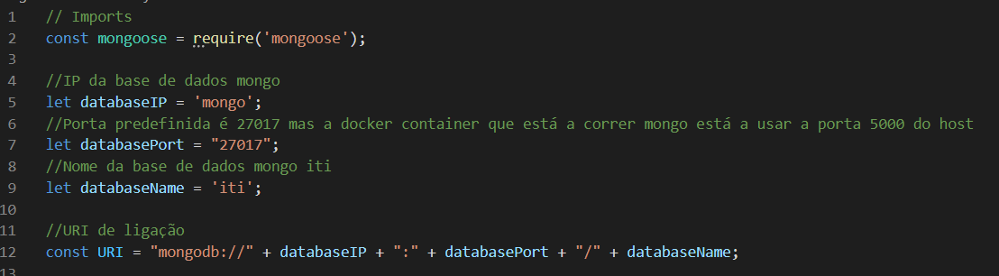 1 // Imports
2 const mongoose = require('mongoose');
3
4 //IP da base de dados mongo
5 let databaseIP = 'mongo';
6 //Porta predefinida é 27017 mas a docker container que está a correr mongo está a usar a porta 5000 do host
7 let databasePort = "27017";
8 //Nome da base de dados mongo iti
9 let databaseName = 'iti';
10
11 //URI de ligação
12 const URI = "mongodb://" + databaseIP + ":" + databasePort + "/" + databaseName;
13